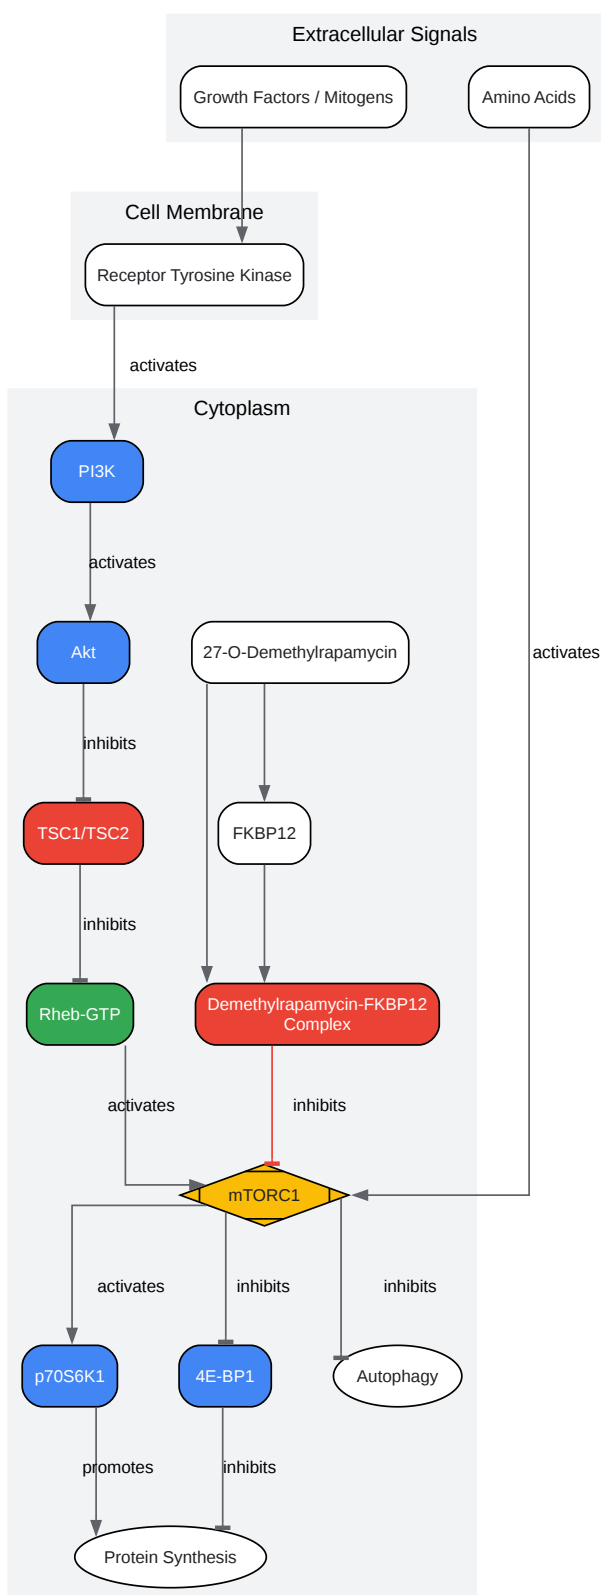 Extracellular Signals
Growth Factors / Mitogens
Amino Acids
Cell Membrane
Receptor Tyrosine Kinase
activates
Cytoplasm
PI3K
activates
Akt
27-O-Demethylrapamycin
activates
inhibits
TSC1/TSC2
FKBP12
inhibits
Rheb-GTP
Demethylrapamycin-FKBP12
Complex
activates
inhibits
mTORC1
activates
inhibits
inhibits
p70S6K1
4E-BP1
Autophagy
promotes
inhibits
Protein Synthesis